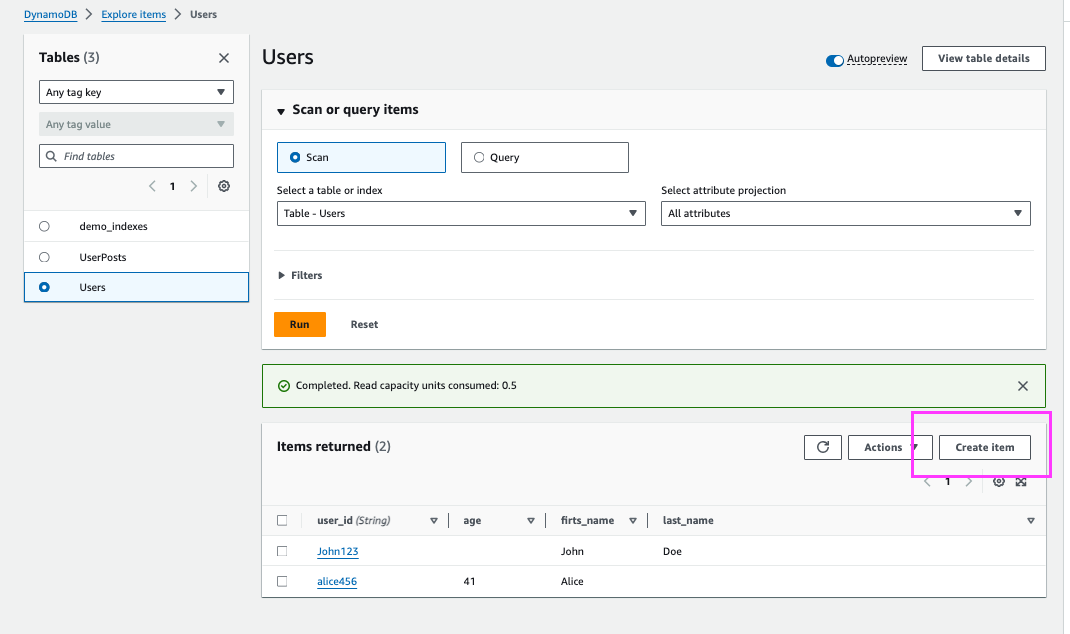 DynamoDB > Explore items > Users
Tables (3)
Any tag key
Any tag value
Find tables
1
demo_indexes
UserPosts
Users
Users
Autopreview
View table details
Scan or query items
Scan
Query
Select a table or index
Select attribute projection
Table - Users
All attributes
Filters
Run
Reset
Completed. Read capacity units consumed: 0.5
Items returned (2)
Actions
Create item
1
user_id (String)
age
firts_name
last_name
John123
John
Doe
alice456
41
Alice